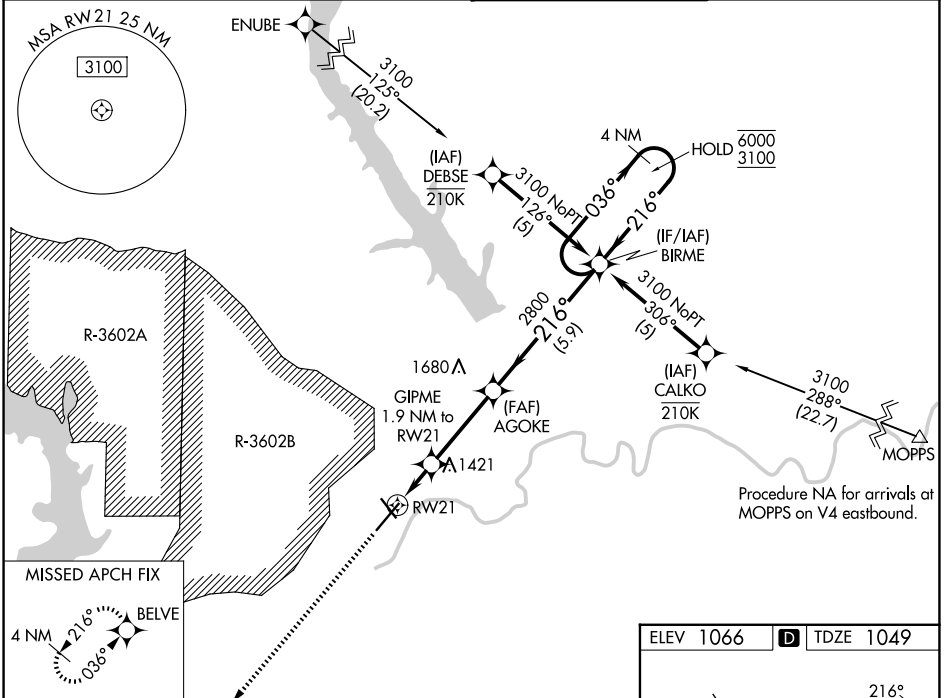 MSA RW21 25 NM
3100
ENUBE
3100
125°
(20.2)
(IAF)
DEBSE
210K
3100 NoPT
126°
(5)
4 NM
HOLD
6000
3100
036°
216°
(IF/IAF)
BIRME
3100 NoPT
306°
(5)
(IAF)
CALKO
210K
3100
288°
(22.7)
MOPPS
Procedure NA for arrivals at
MOPPS on V4 eastbound.
2800
216°
(5.9)
R-3602A
R-3602B
1680
(FAF)
AGOKE
GIPME
1.9 NM to
RW21
1421
RW21
MISSED APCH FIX
BELVE
4 NM
216°
036°
ELEV 1066 D TDZE 1049
216°